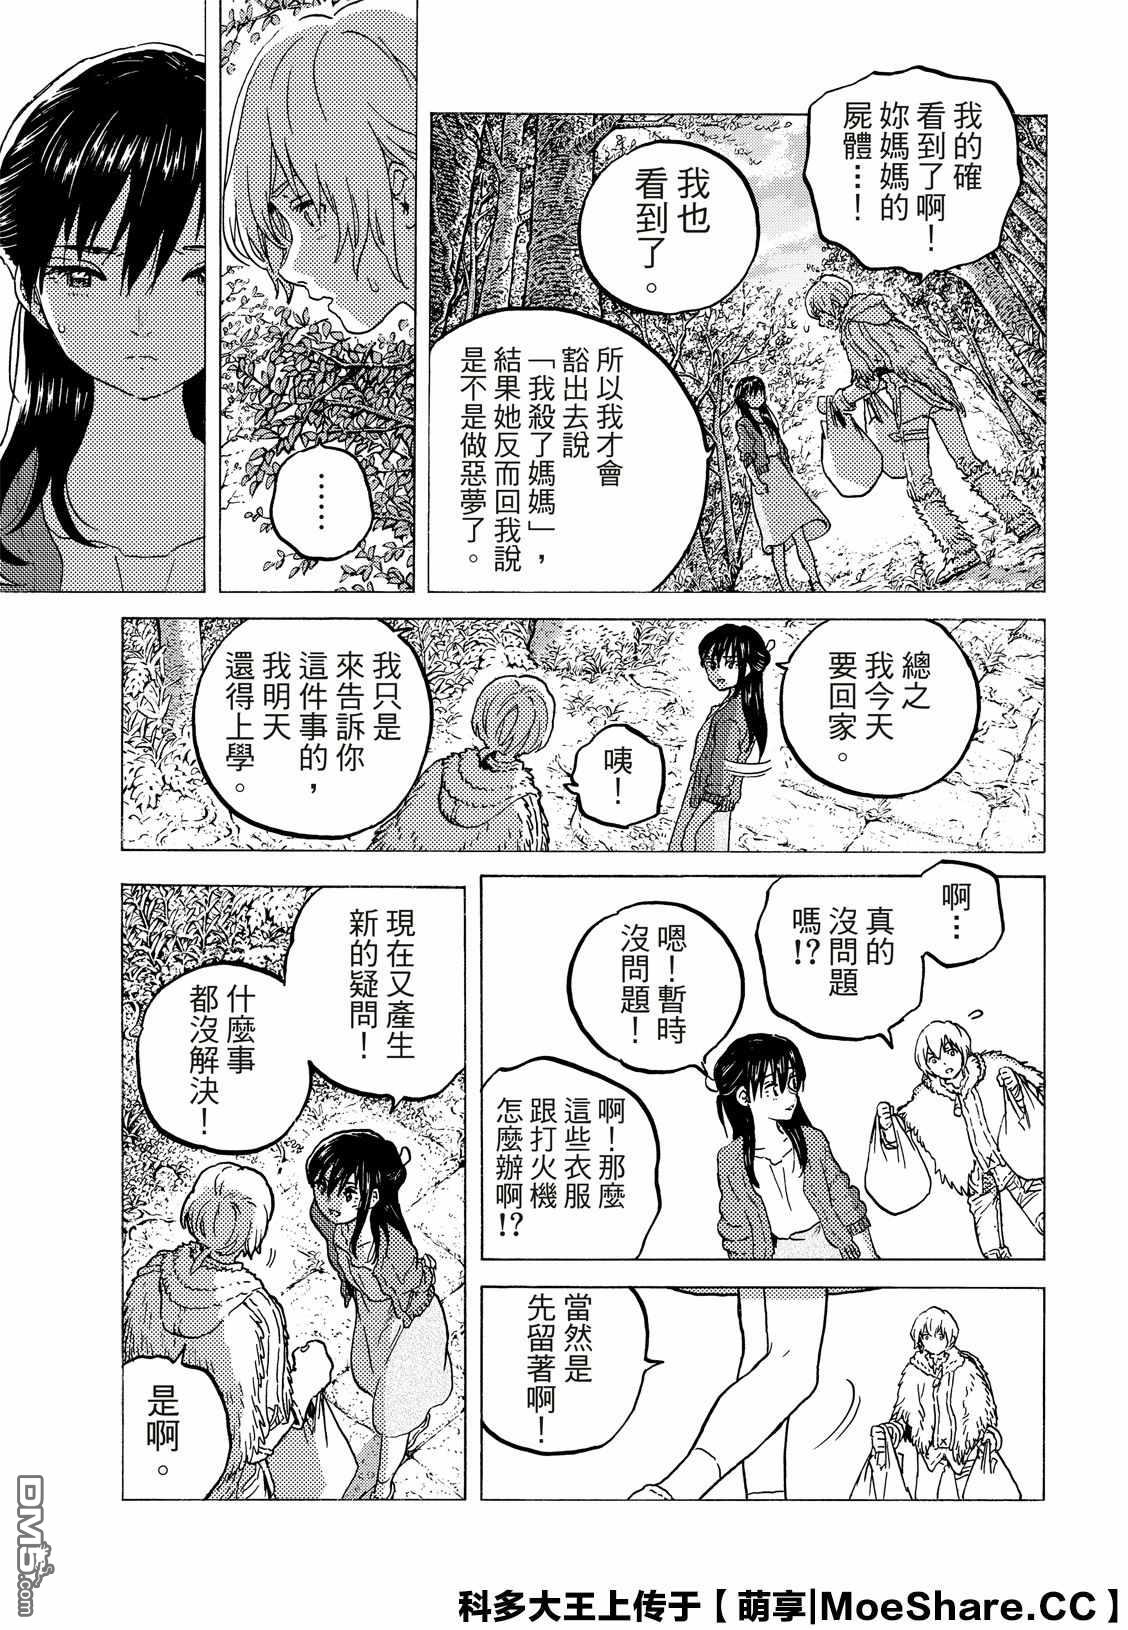 我的確
看到了啊！
妳媽媽的
屍體⋯！
我也
看到了。
所以我才會
豁出去說
「我殺了媽媽」，
結果她反而回我說
是不是做惡夢了。
⋯⋯
總之
我今天
要回家。
咦！
我只是
來告訴你
這件事的，
我明天
還得上學。
啊⋯
真的
沒問題
嗎!?
嗯！暫時
沒問題！
啊！那麼
這些衣服
跟打火機
怎麼辦啊!?
當然是
先留著啊！
現在又產生
新的疑問！
什麼事
都沒解決！
是啊。
DM5.com
科多大王上传于【萌享|MoeShare.CC】